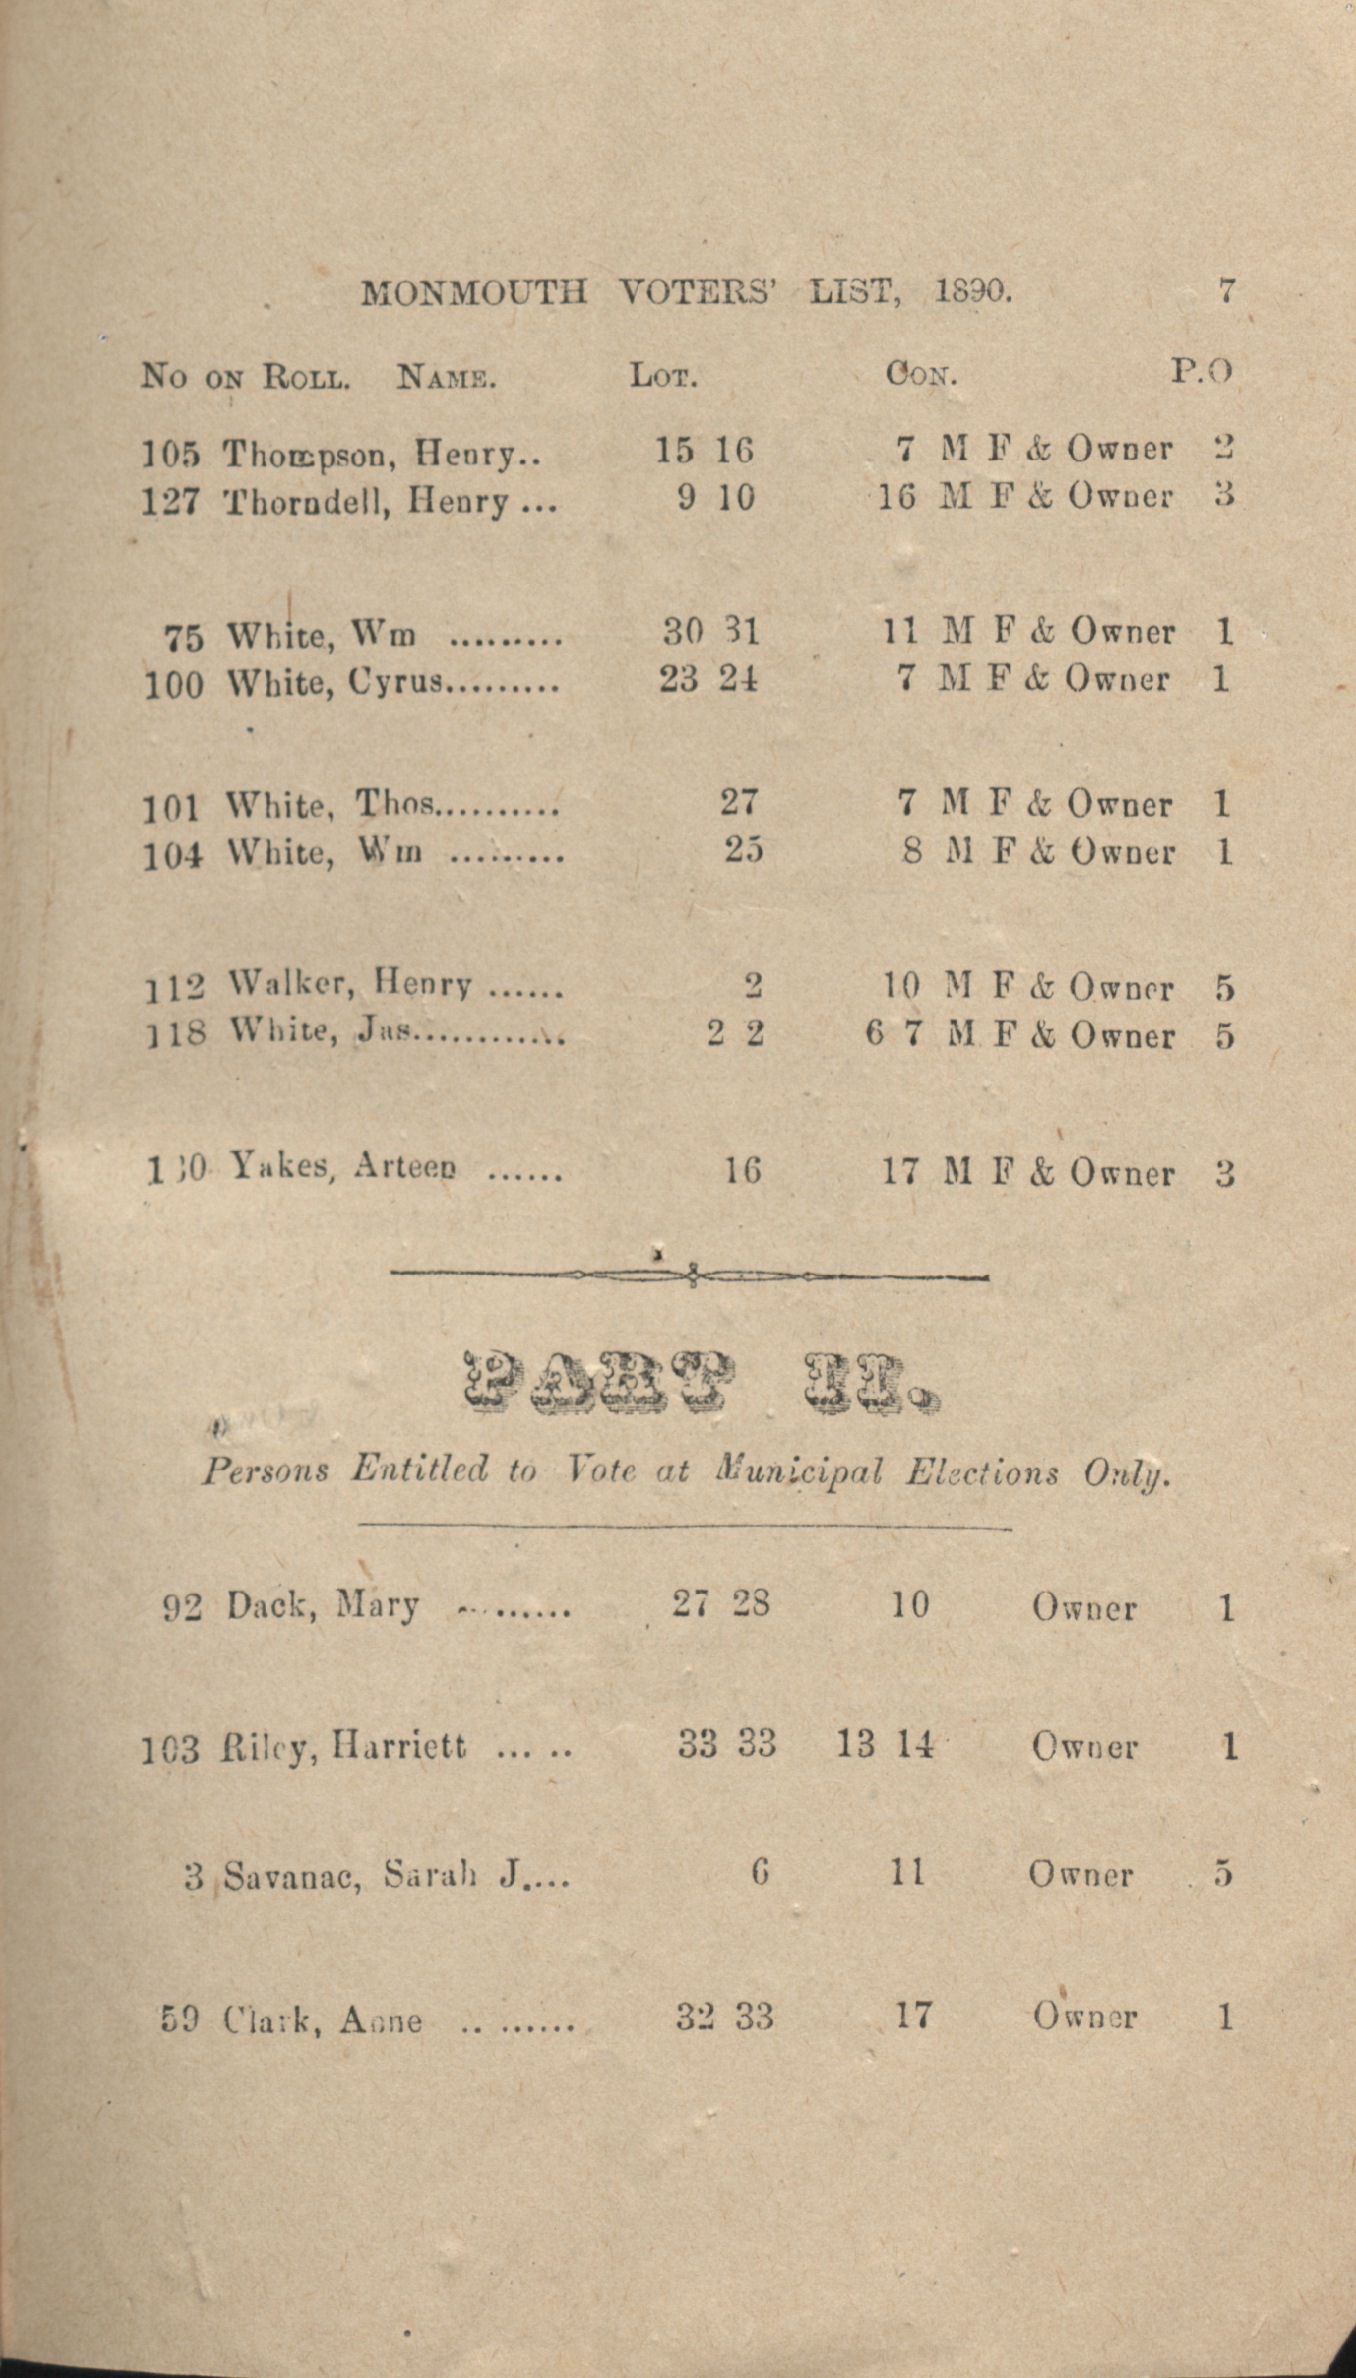 MONMOUTH VOTERS' LIST, 1890. 7
No on Roll. Name. Lot. Con. P.O
105 Thompson, Henry.. 15 16 7 M F & Owner 2
127 Thorndell, Henry ... 9 10 16 M F & Owner 3
75 White, Wm ......... 30 31 11 M F & Owner 1
100 White, Cyrus......... 23 24 7 M F & Owner 1
101 White, Thos.......... 27 7 M F & Owner 1
104 White, Wm ......... 25 8 M F & Owner 1
112 Walker, Henry ...... 2 10 M F & Owner 5
118 White, Jas............ 2 2 6 7 M F & Owner 5
130 Yakes, Arteen ...... 16 17 M F & Owner 3
PART II.
Persons Entitled to Vote at Municipal Elections Only.
92 Dack, Mary ......... 27 28 10 Owner 1
103 Riley, Harriett ... .. 33 33 13 14 Owner 1
3 Savanac, Sarah J.... 6 11 Owner 5
59 Clark, Anne .. ...... 32 33 17 Owner 1